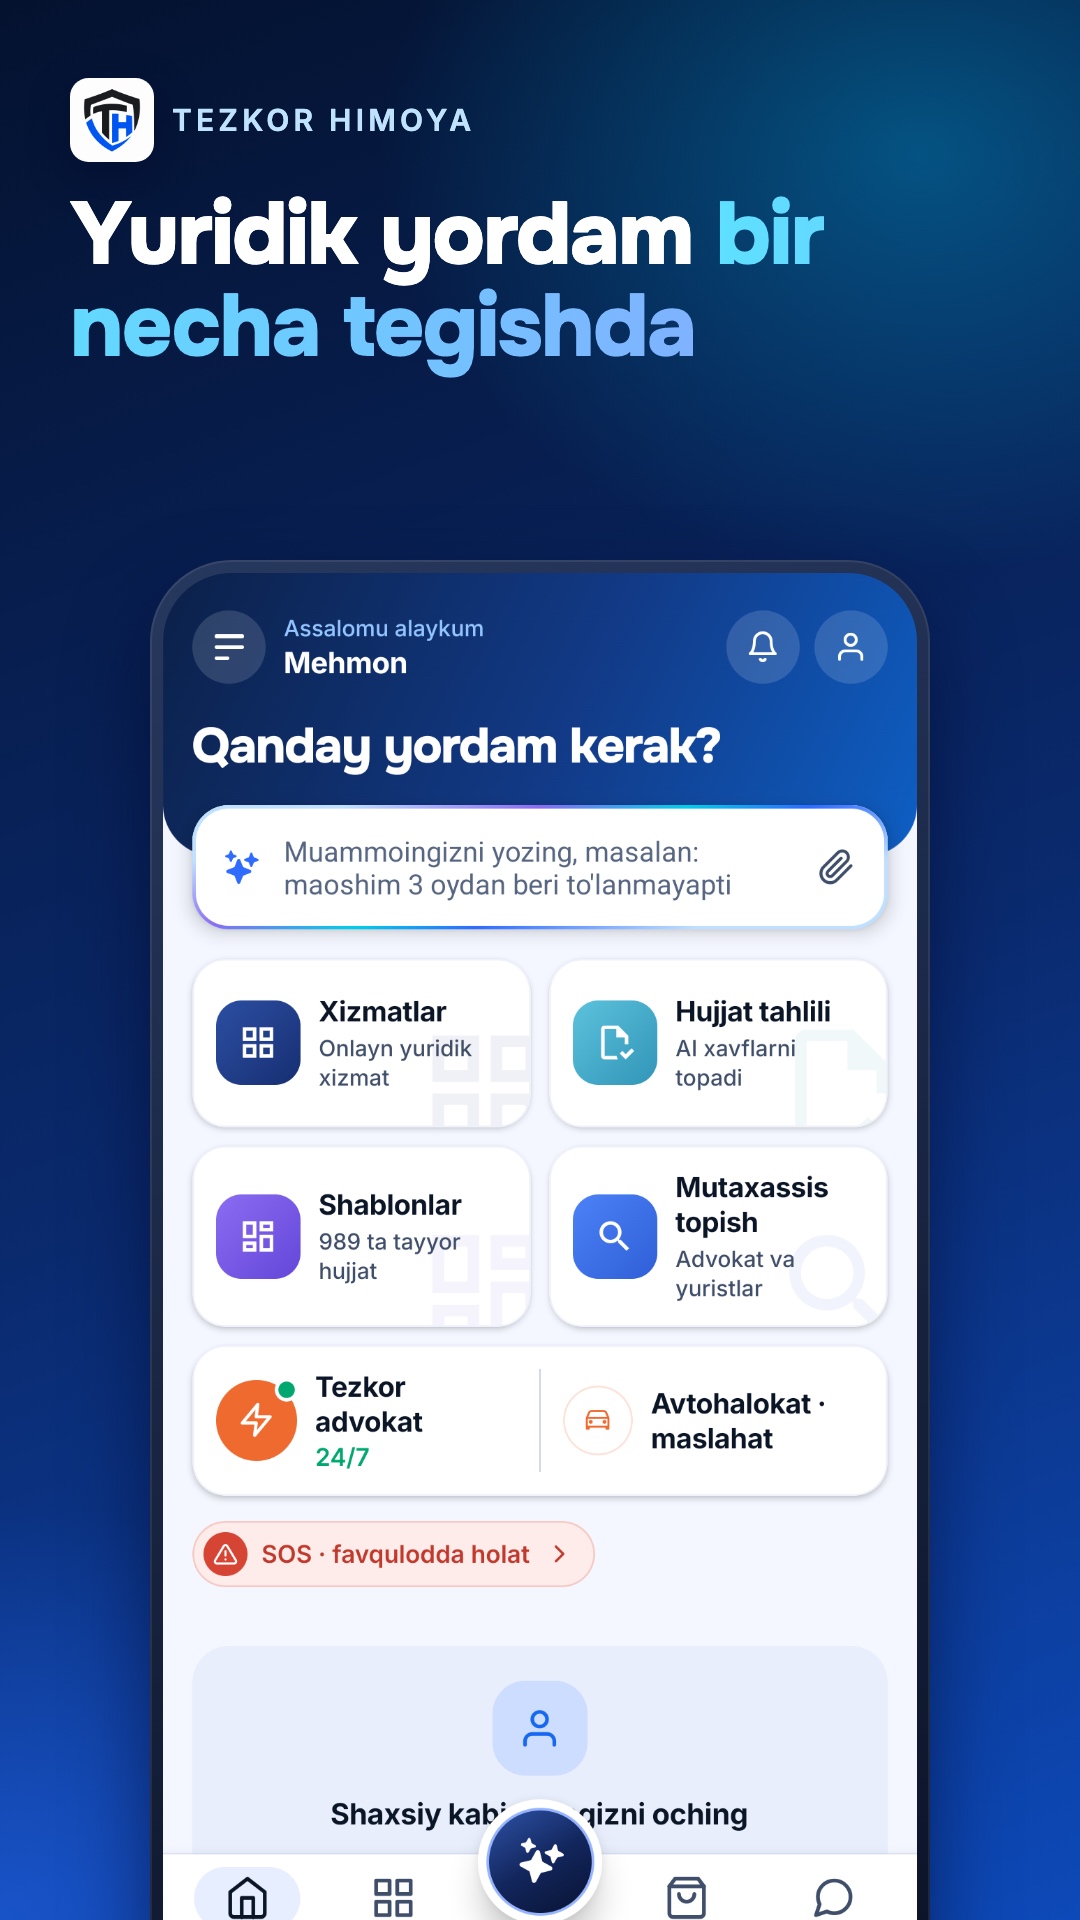 TH
TEZKOR HIMOYA
Yuridik yordam bir
necha tegishda
Assalomu alaykum
Mehmon
Qanday yordam kerak?
Muammoingizni yozing, masalan:
maoshim 3 oydan beri to'lanmayapti
Xizmatlar
Onlayn yuridik
xizmat
Hujjat tahlili
AI xavflarni
topadi
Shablonlar
989 ta tayyor
hujjat
Mutaxassis
topish
Advokat va
yuristlar
Tezkor
advokat
24/7
Avtohalokat ·
maslahat
SOS · favqulodda holat
Shaxsiy oching